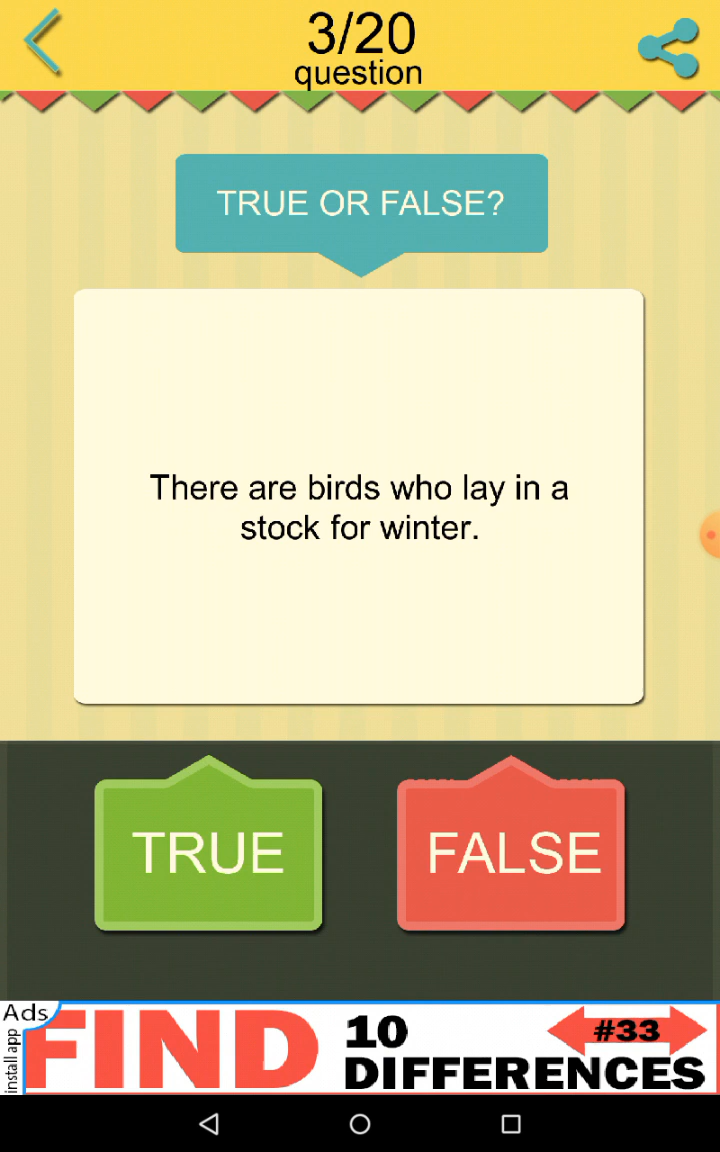 3/20
question
TRUE OR FALSE?
There are birds who lay in a
stock for winter.
TRUE
FALSE
Ads
install app
FIND
10
DIFFERENCES
#33